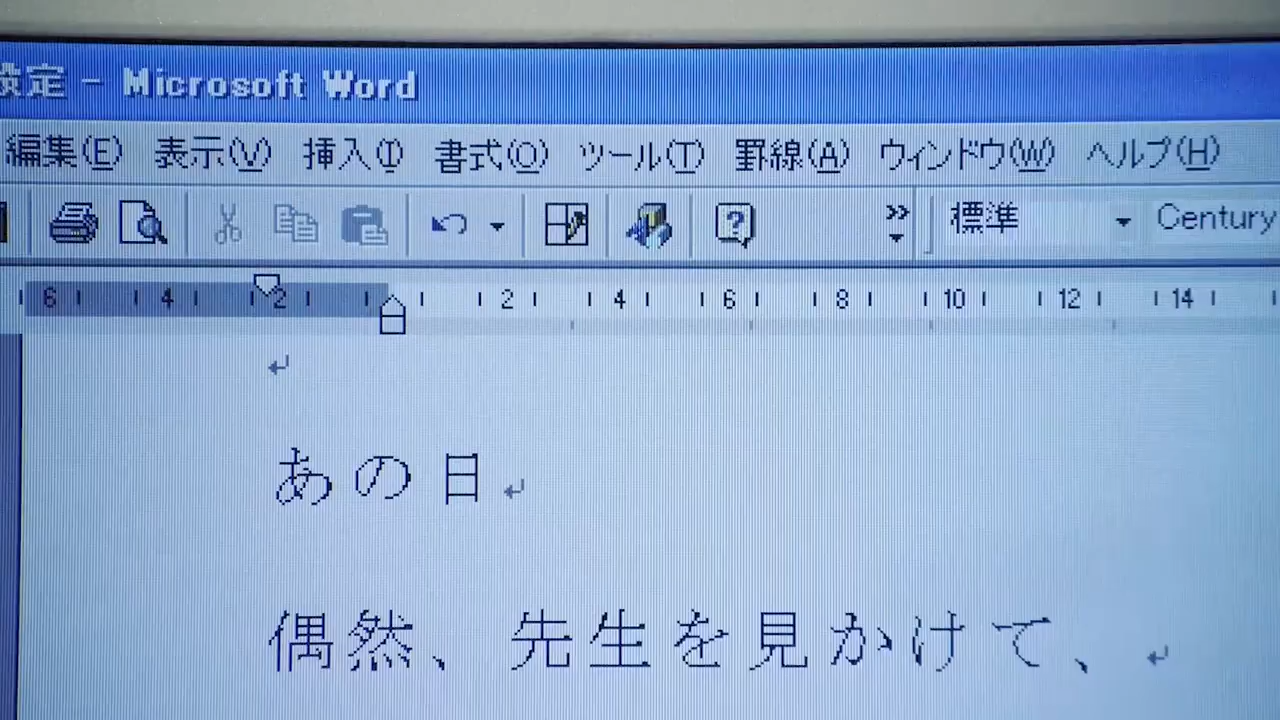 設定 - Microsoft Word
編集(E) 表示(V) 挿入(I) 書式(O) ツール(T) 罫線(A) ウィンドウ(W) ヘルプ(H)
標準 Century
6 4 2 2 4 6 8 10 12 14
あの日
偶然、先生を見かけて、